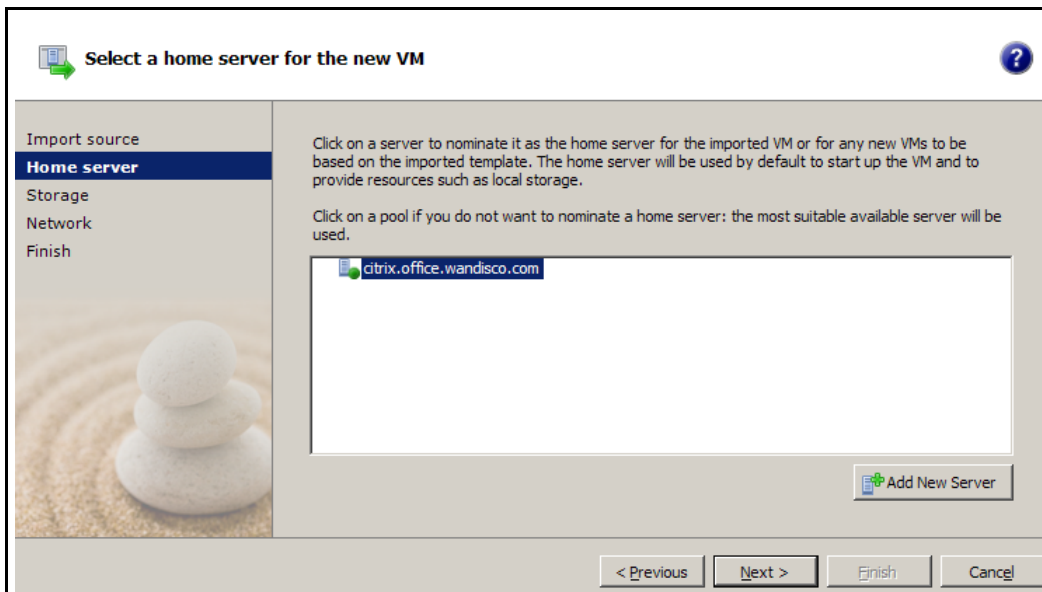 Select a home server for the new VM
?
Import source
Home server
Storage
Network
Finish
Click on a server to nominate it as the home server for the imported VM or for any new VMs to be
based on the imported template. The home server will be used by default to start up the VM and to
provide resources such as local storage.
Click on a pool if you do not want to nominate a home server: the most suitable available server will be
used.
citrix.office.wandisco.com
Add New Server
< Previous Next > Finish Cancel